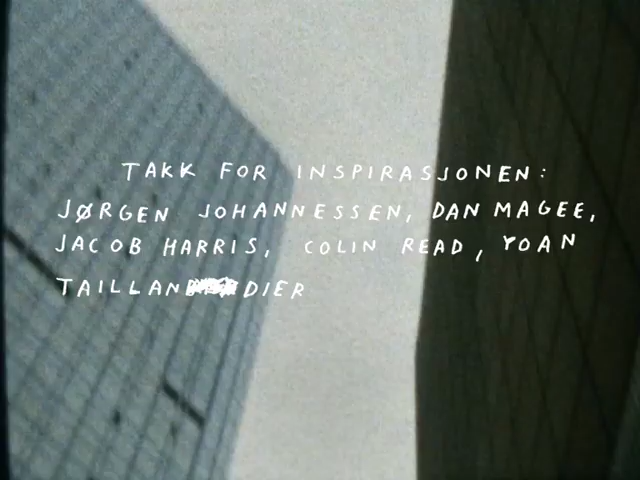 TAKK FOR INSPIRASJONEN:
JØRGEN JOHANNESSEN, DAN MAGEE,
JACOB HARRIS, COLIN READ, YOAN
TAILLANDIER